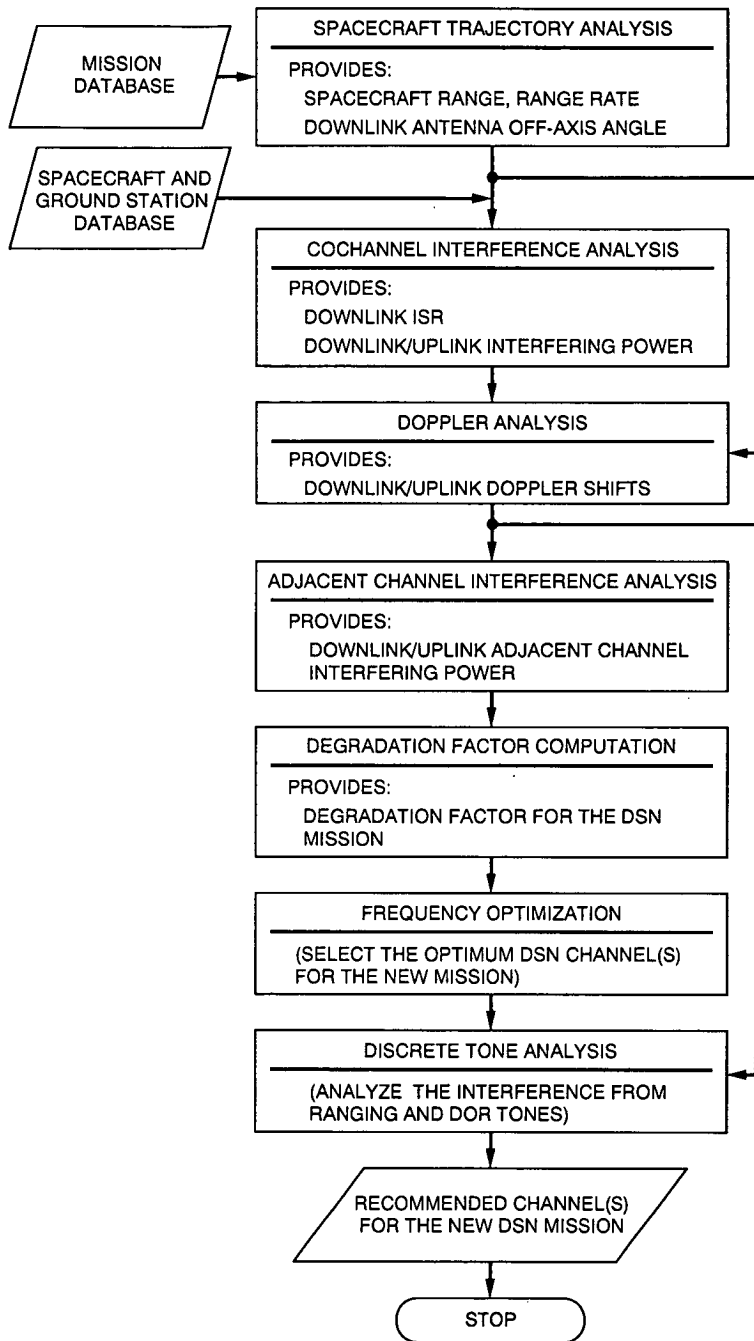 MISSION
DATABASE
SPACECRAFT TRAJECTORY ANALYSIS
PROVIDES:
SPACECRAFT RANGE, RANGE RATE
DOWNLINK ANTENNA OFF-AXIS ANGLE
SPACECRAFT AND
GROUND STATION
DATABASE
COCHANNEL INTERFERENCE ANALYSIS
PROVIDES:
DOWNLINK ISR
DOWNLINK/UPLINK INTERFERING POWER
DOPPLER ANALYSIS
PROVIDES:
DOWNLINK/UPLINK DOPPLER SHIFTS
ADJACENT CHANNEL INTERFERENCE ANALYSIS
PROVIDES:
DOWNLINK/UPLINK ADJACENT CHANNEL
INTERFERING POWER
DEGRADATION FACTOR COMPUTATION
PROVIDES:
DEGRADATION FACTOR FOR THE DSN
MISSION
FREQUENCY OPTIMIZATION
(SELECT THE OPTIMUM DSN CHANNEL(S)
FOR THE NEW MISSION)
DISCRETE TONE ANALYSIS
(ANALYZE THE INTERFERENCE FROM
RANGING AND DOR TONES)
RECOMMENDED CHANNEL(S)
FOR THE NEW DSN MISSION
STOP